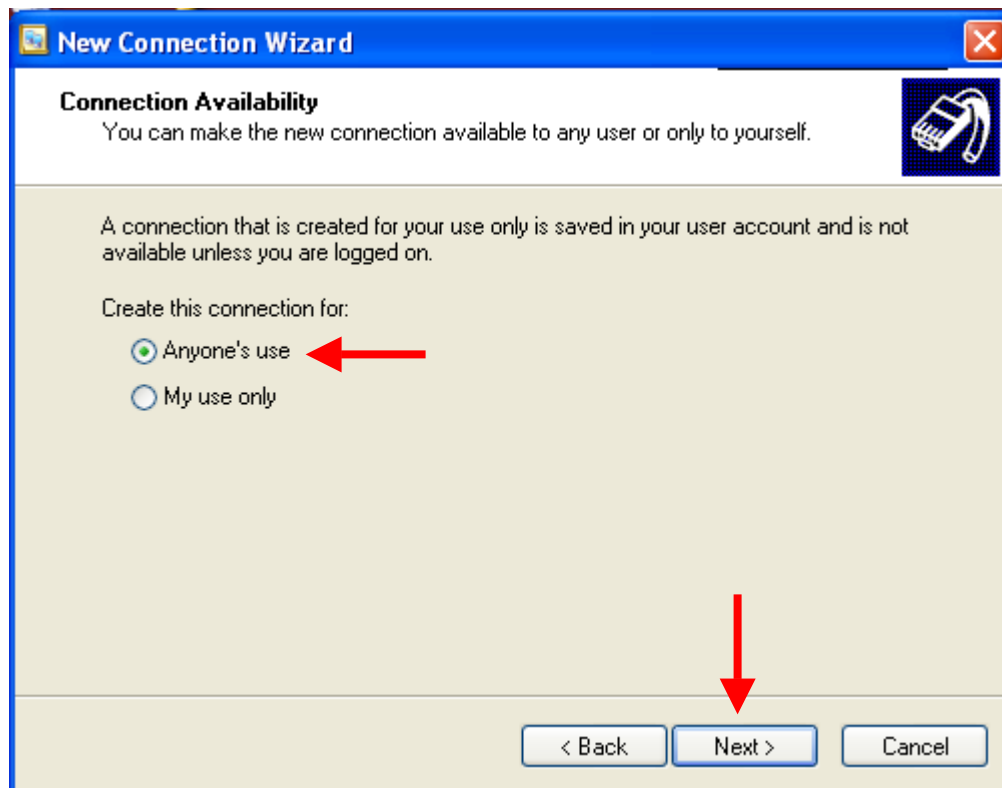 New Connection Wizard
Connection Availability
You can make the new connection available to any user or only to yourself.
A connection that is created for your use only is saved in your user account and is not
available unless you are logged on.
Create this connection for:
Anyone's use
My use only
< Back
Next >
Cancel